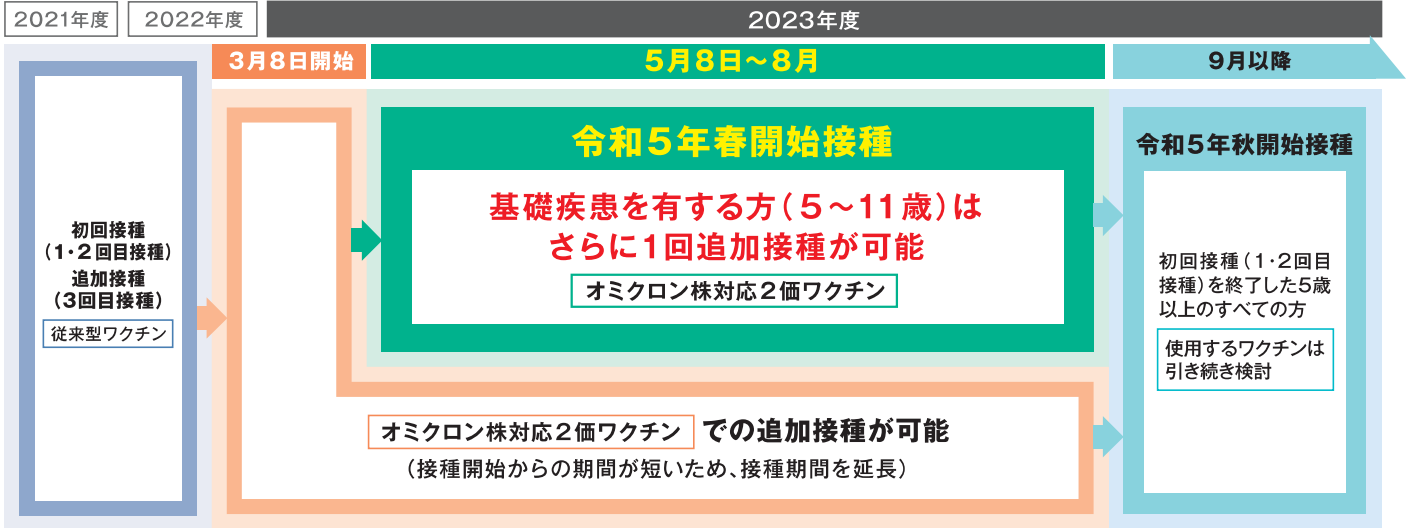 2021年度
2022年度
2023年度
3月8日開始
5月8日～8月
9月以降
初回接種
（1・2回目接種）
追加接種
（3回目接種）
従来型ワクチン
令和5年春開始接種
基礎疾患を有する方（5～11歳）は
さらに1回追加接種が可能
オミクロン株対応2価ワクチン
オミクロン株対応2価ワクチン での追加接種が可能
（接種開始からの期間が短いため、接種期間を延長）
令和5年秋開始接種
初回接種（1・2回目
接種）を終了した5歳
以上のすべての方
使用するワクチンは
引き続き検討